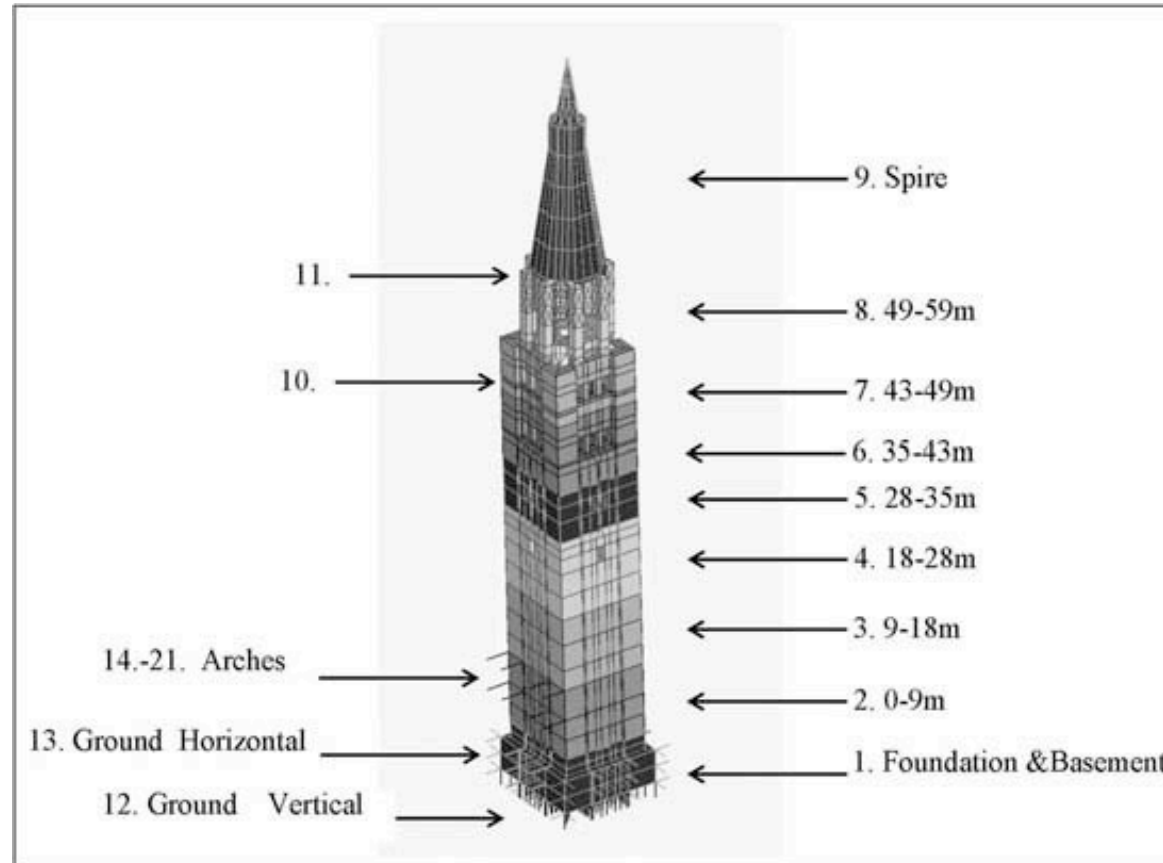 9. Spire
11.
8. 49-59m
10.
7. 43-49m
6. 35-43m
5. 28-35m
4. 18-28m
3. 9-18m
14.-21. Arches
2. 0-9m
13. Ground Horizontal
1. Foundation &Basement
12. Ground Vertical